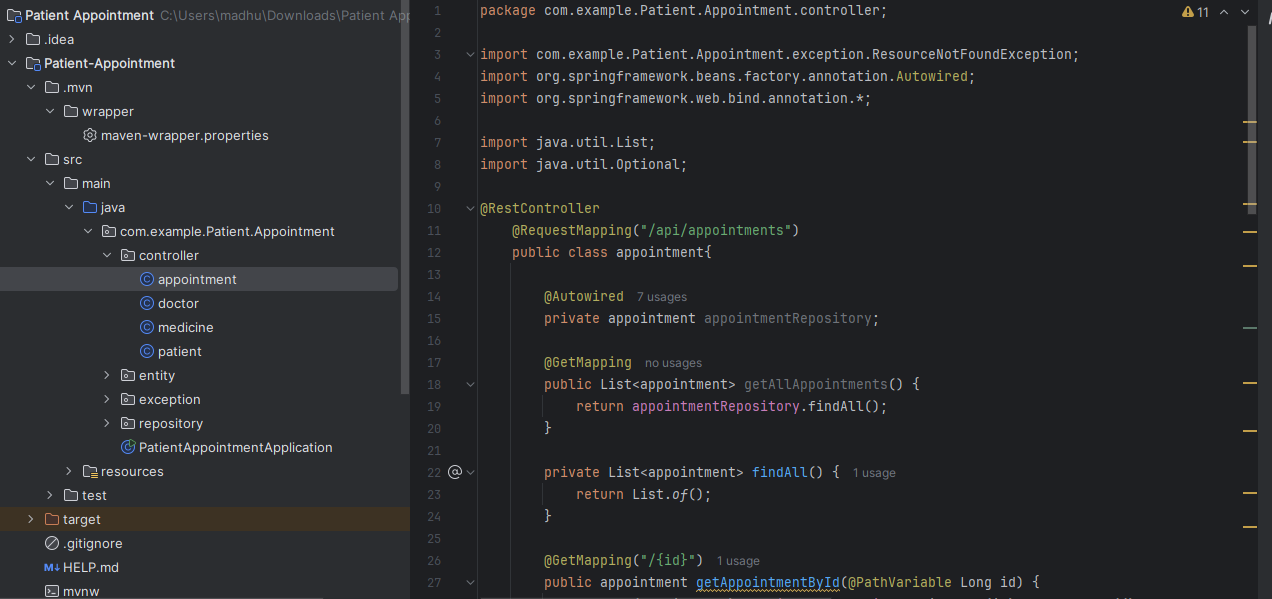 Patient Appointment C:\Users\madhu\Downloads\Patient App
.idea
Patient-Appointment
.mvn
wrapper
maven-wrapper.properties
src
main
java
com.example.Patient.Appointment
controller
appointment
doctor
medicine
patient
entity
exception
repository
PatientAppointmentApplication
resources
test
target
.gitignore
HELP.md
mvnw
11
1 package com.example.Patient.Appointment.controller;
2
3 import com.example.Patient.Appointment.exception.ResourceNotFoundException;
4 import org.springframework.beans.factory.annotation.Autowired;
5 import org.springframework.web.bind.annotation.*;
6
7 import java.util.List;
8 import java.util.Optional;
9
10 @RestController
11 @RequestMapping("/api/appointments")
12 public class appointment{
13
14 @Autowired 7 usages
15 private appointment appointmentRepository;
16
17 @GetMapping no usages
18 public List<appointment> getAllAppointments() {
19 return appointmentRepository.findAll();
20 }
21
22 @ private List<appointment> findAll() { 1 usage
23 return List.of();
24 }
25
26 @GetMapping("/{id}") 1 usage
27 public appointment getAppointmentById(@PathVariable Long id) {